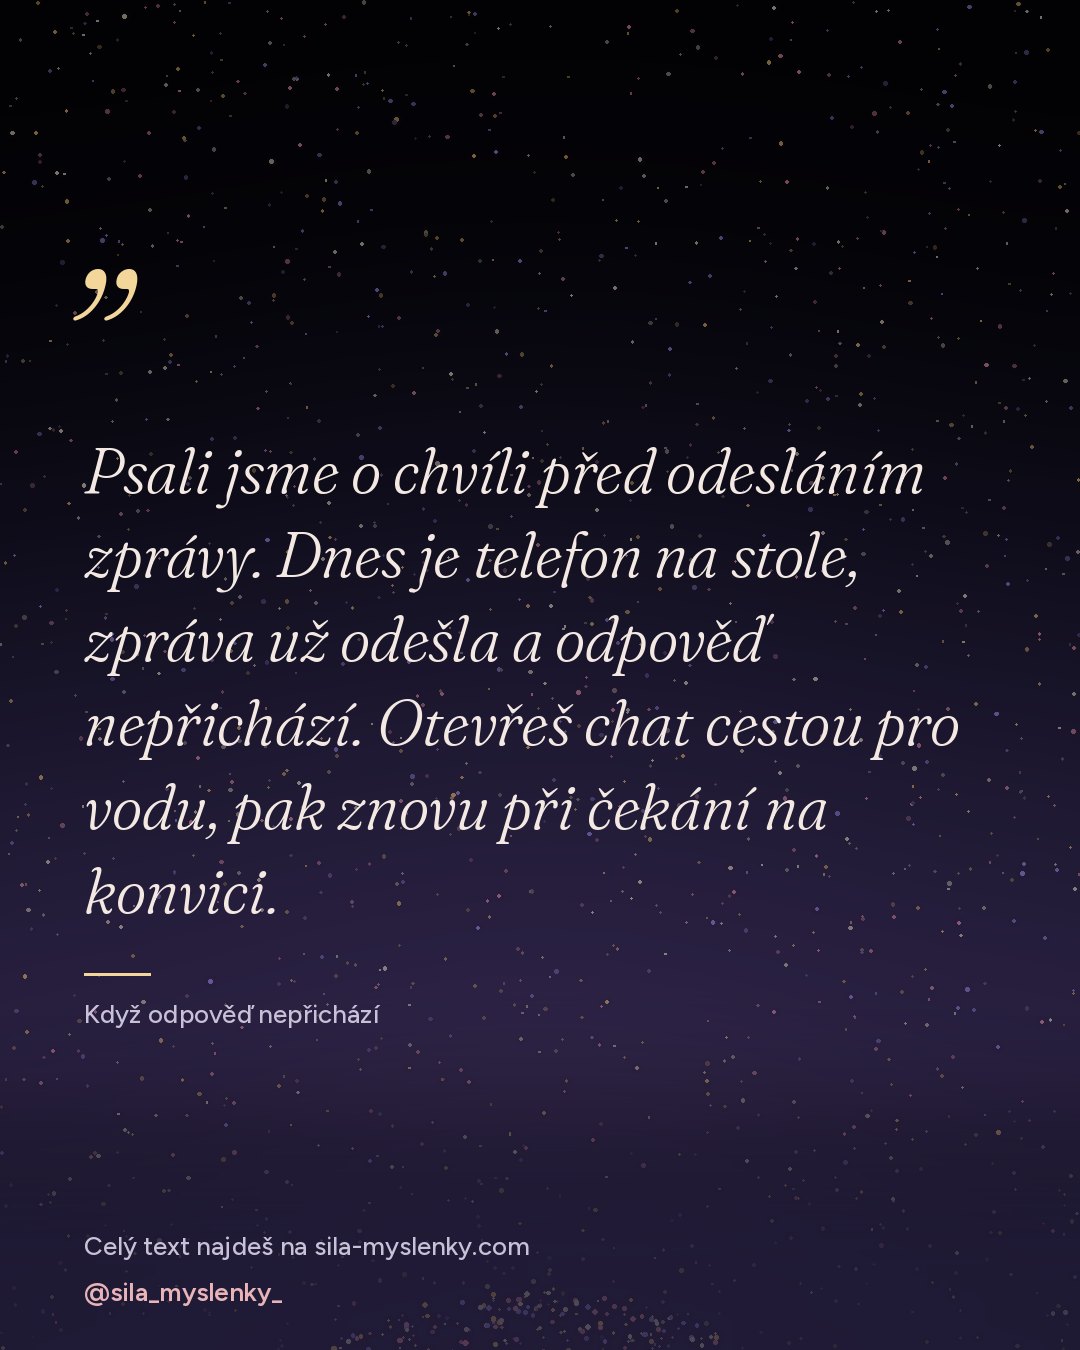 ”
Psali jsme o chvíli před odesláním
zprávy. Dnes je telefon na stole,
zpráva už odešla a odpověď
nepřichází. Otevřeš chat cestou pro
vodu, pak znovu při čekání na
konvici.
Když odpověď nepřichází
Celý text najdeš na sila-myslenky.com
@sila_myslenky_